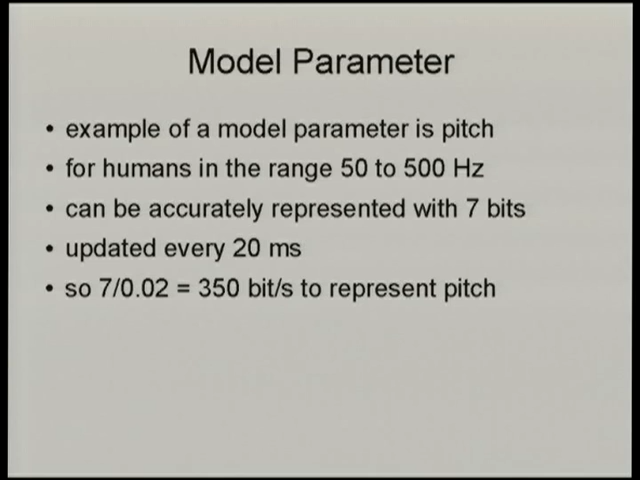 Model Parameter
• example of a model parameter is pitch
• for humans in the range 50 to 500 Hz
• can be accurately represented with 7 bits
• updated every 20 ms
• so 7/0.02 = 350 bit/s to represent pitch